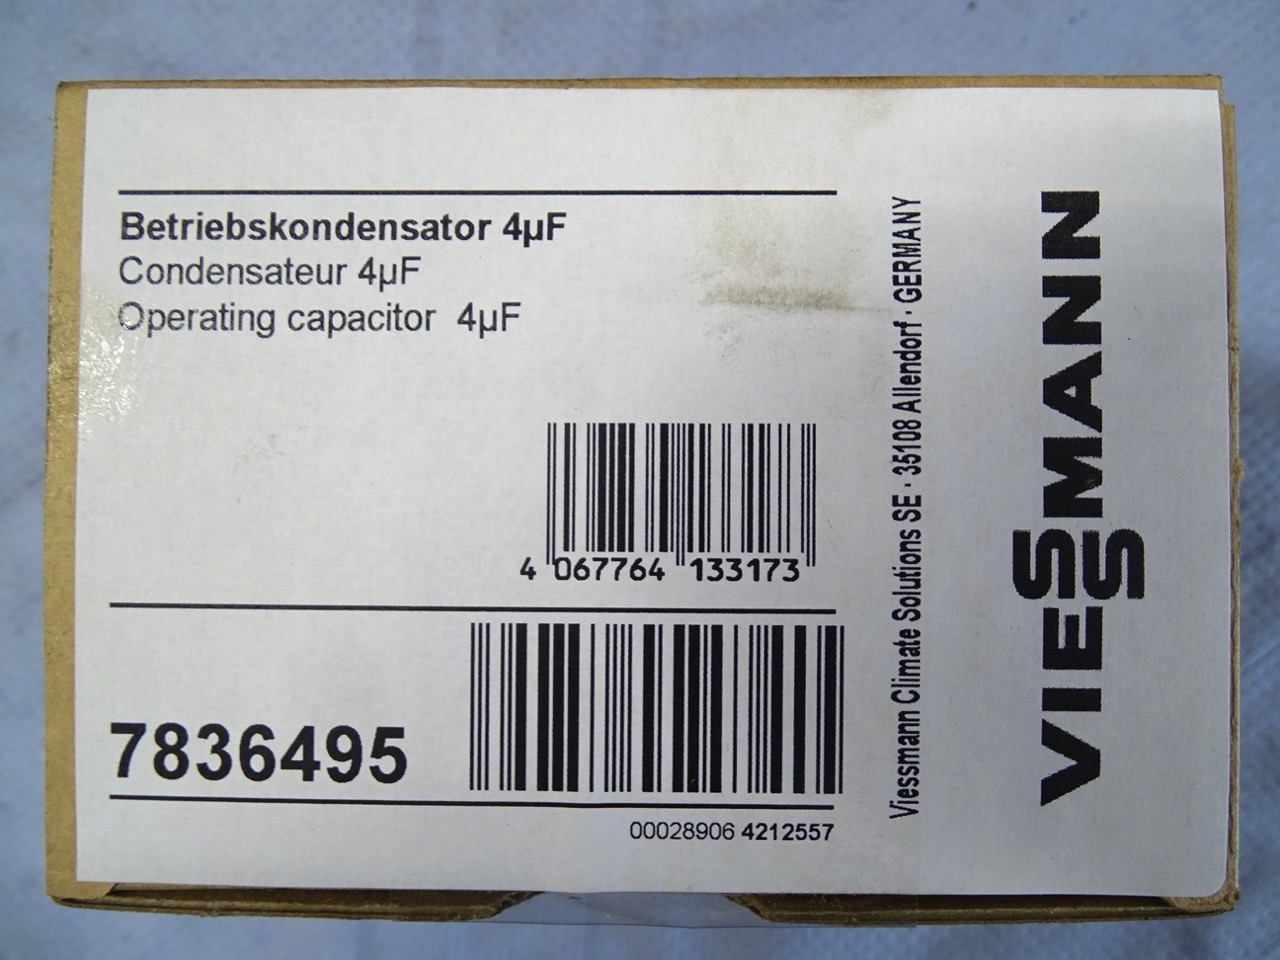 Betriebskondensator 4µF
Condensateur 4µF
Operating capacitor 4µF
4 067764 133173
7836495
00028906 4212557
Viessmann Climate Solutions SE · 35108 Allendorf · GERMANY
VIESSMANN